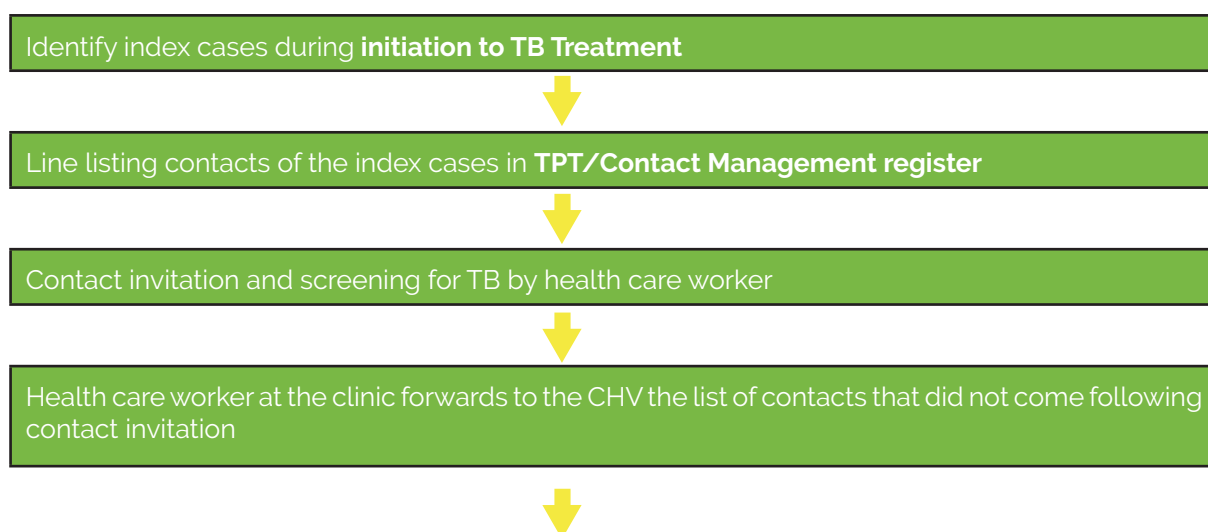 Identify index cases during initiation to TB Treatment
Line listing contacts of the index cases in TPT/Contact Management register
Contact invitation and screening for TB by health care worker
Health care worker at the clinic forwards to the CHV the list of contacts that did not come following
contact invitation